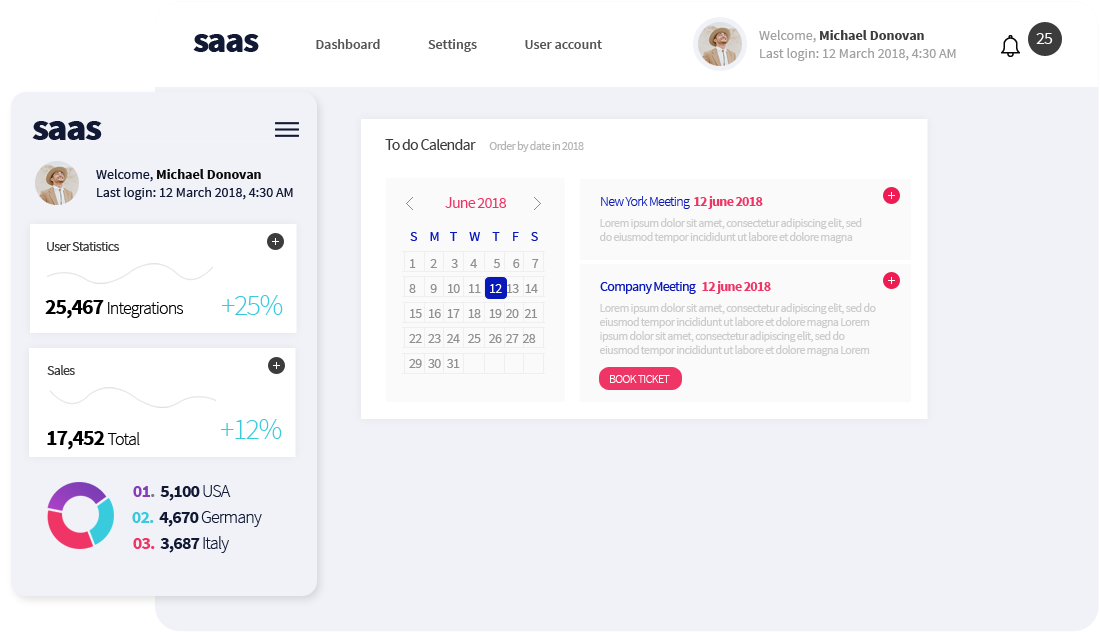 saas
Dashboard
Settings
User account
Welcome, Michael Donovan
Last login: 12 March 2018, 4:30 AM
25
saas
Welcome, Michael Donovan
Last login: 12 March 2018, 4:30 AM
User Statistics
25,467 Integrations
+25%
Sales
17,452 Total
+12%
01. 5,100 USA
02. 4,670 Germany
03. 3,687 Italy
To do Calendar
Order by date in 2018
June 2018
S M T W T F S
1 2 3 4 5 6 7
8 9 10 11 12 13 14
15 16 17 18 19 20 21
22 23 24 25 26 27 28
29 30 31
New York Meeting 12 june 2018
Lorem ipsum dolor sit amet, consectetur adipiscing elit, sed
do eiusmod tempor incididunt ut labore et dolore magna
Company Meeting 12 june 2018
Lorem ipsum dolor sit amet, consectetur adipiscing elit, sed do
eiusmod tempor incididunt ut labore et dolore magna Lorem
ipsum dolor sit amet, consectetur adipiscing elit, sed do
eiusmod tempor incididunt ut labore et dolore magna Lorem
BOOK TICKET